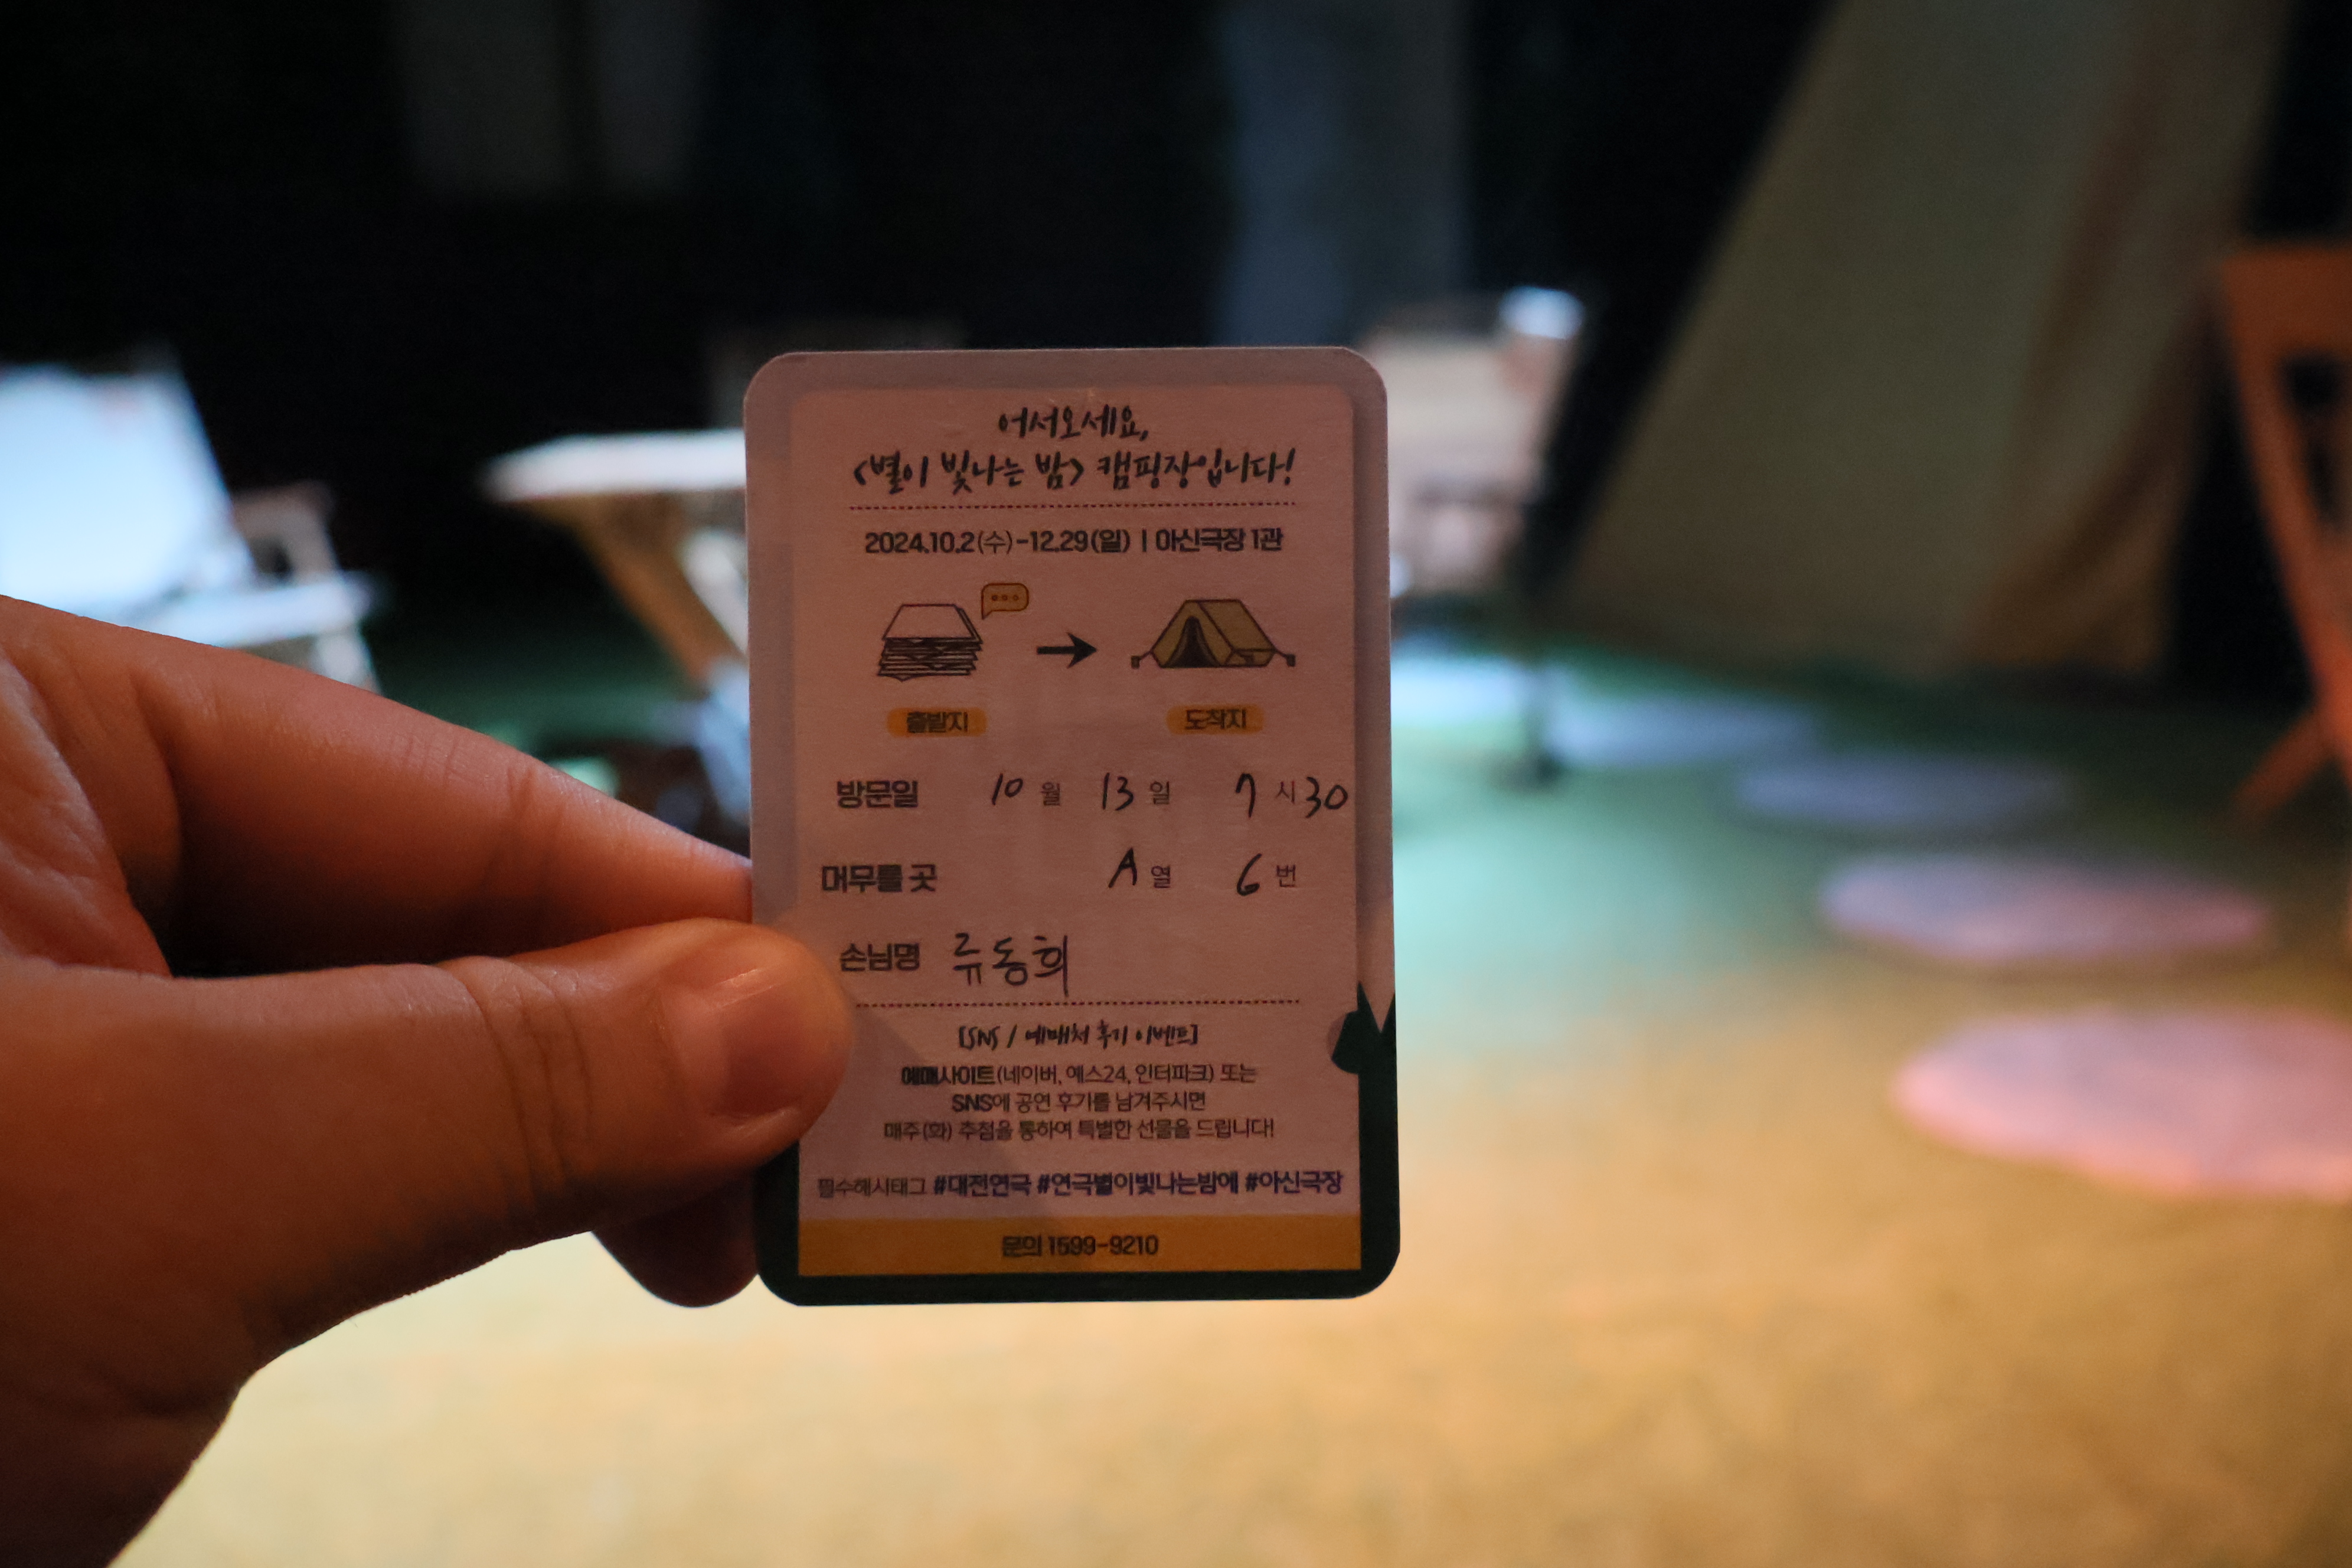 어서오세요,
<별이 빛나는 밤> 캠핑장입니다!
2024.10.2(수)-12.29(일) | 아신극장 1관
출발지 도착지
방문일 10 월 13 일 7 시 30
머무를 곳 A 열 6 번
손님명 류동희
[SNS / 예매처 후기 이벤트]
예매사이트(네이버, 예스24, 인터파크) 또는
SNS에 공연 후기를 남겨주시면
매주(화) 추첨을 통하여 특별한 선물을 드립니다!
필수해시태그 #대전연극 #연극별이빛나는밤에 #아신극장
문의 1599-9210